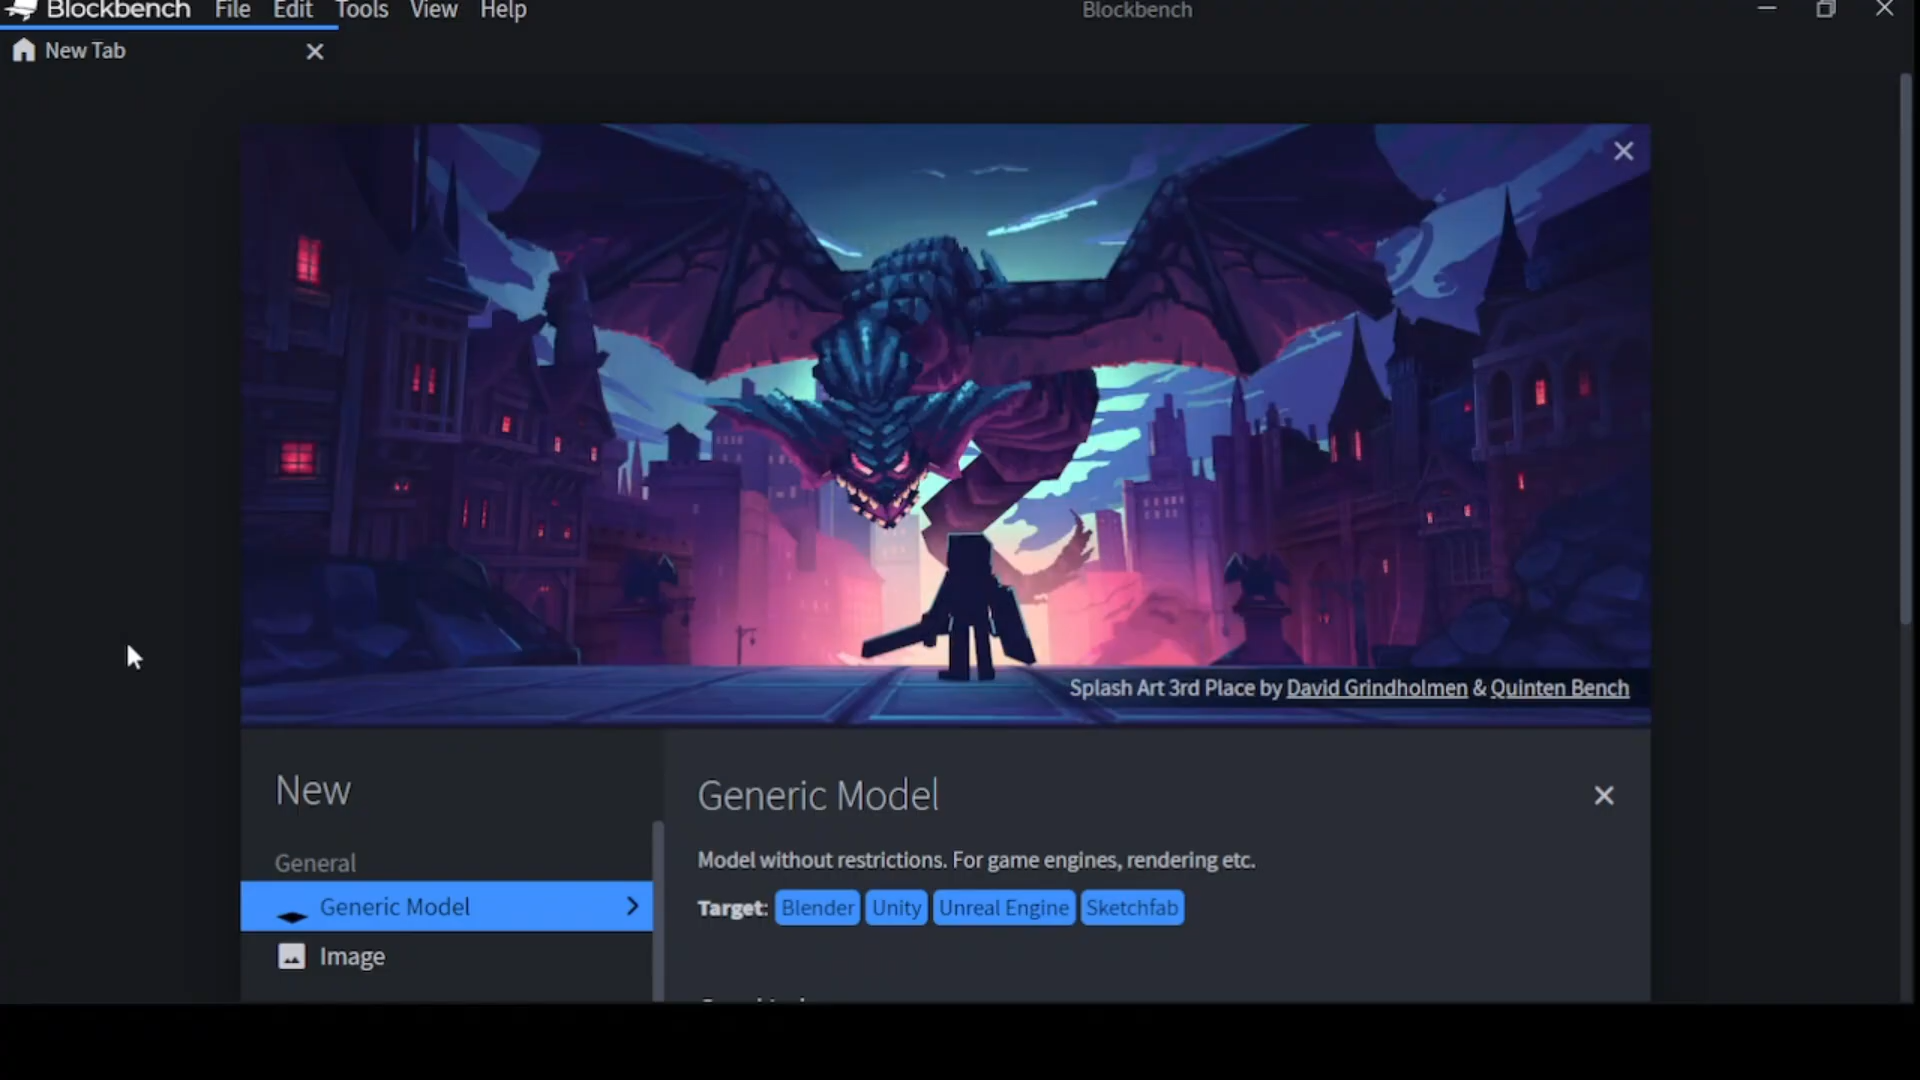 Blockbench File Edit Tools View Help
Blockbench
New Tab
Splash Art 3rd Place by David Grindholmen & Quinten Bench
New
General
Generic Model
Image
Generic Model
Model without restrictions. For game engines, rendering etc.
Target: Blender Unity Unreal Engine Sketchfab